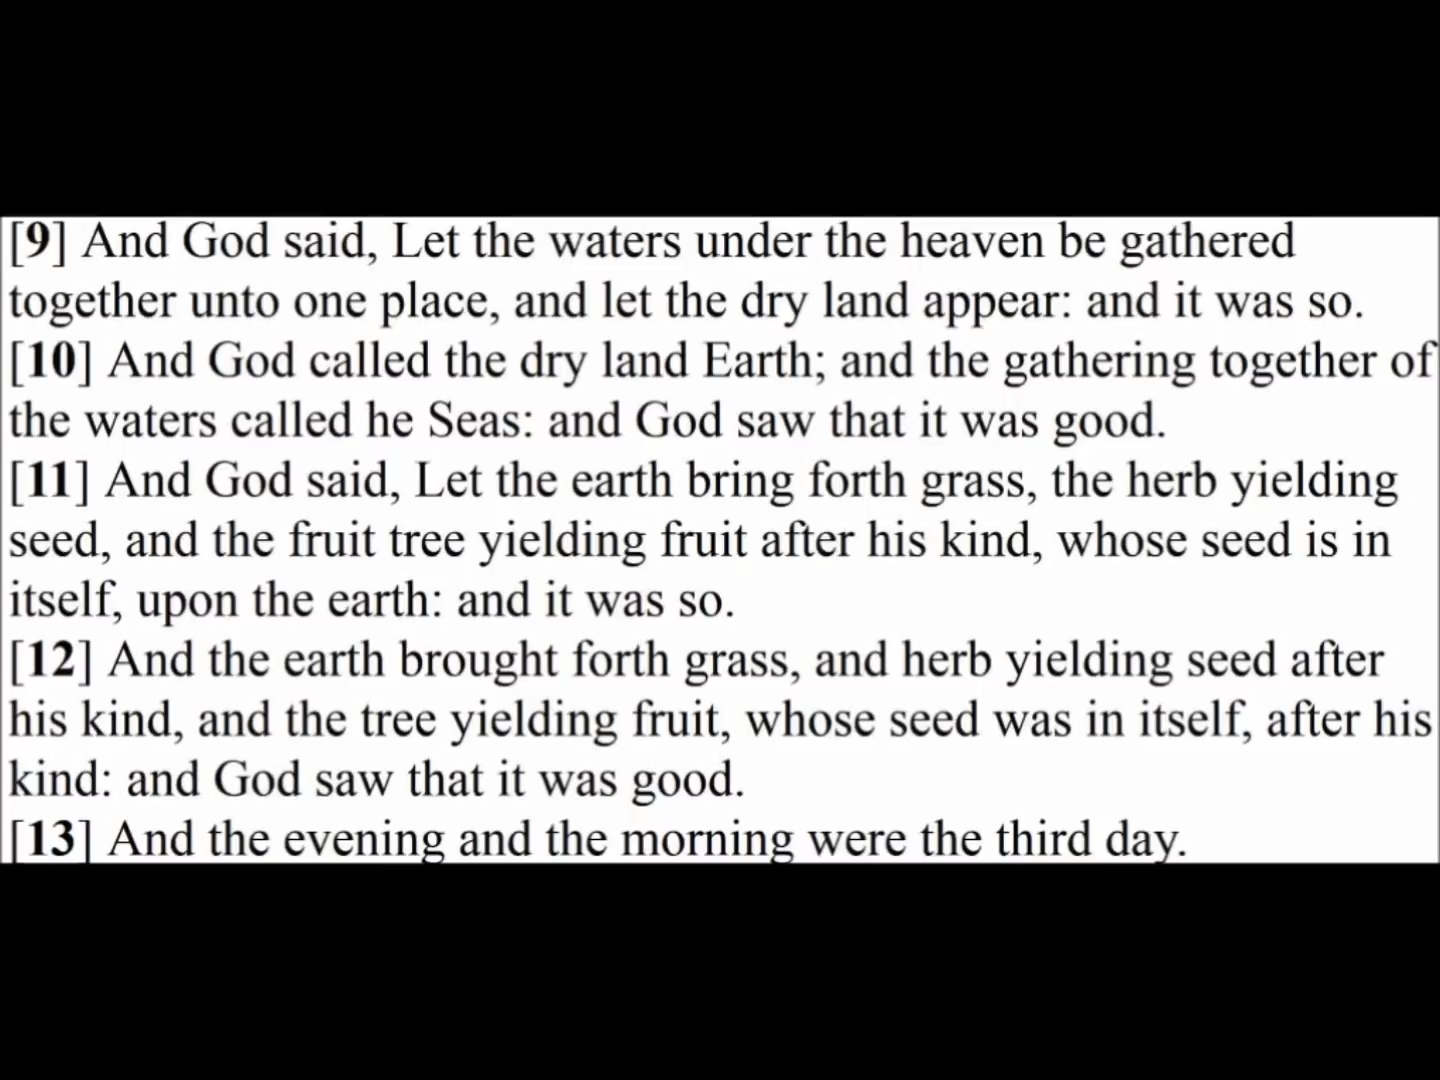 [9] And God said, Let the waters under the heaven be gathered
together unto one place, and let the dry land appear: and it was so.
[10] And God called the dry land Earth; and the gathering together of
the waters called he Seas: and God saw that it was good.
[11] And God said, Let the earth bring forth grass, the herb yielding
seed, and the fruit tree yielding fruit after his kind, whose seed is in
itself, upon the earth: and it was so.
[12] And the earth brought forth grass, and herb yielding seed after
his kind, and the tree yielding fruit, whose seed was in itself, after his
kind: and God saw that it was good.
[13] And the evening and the morning were the third day.